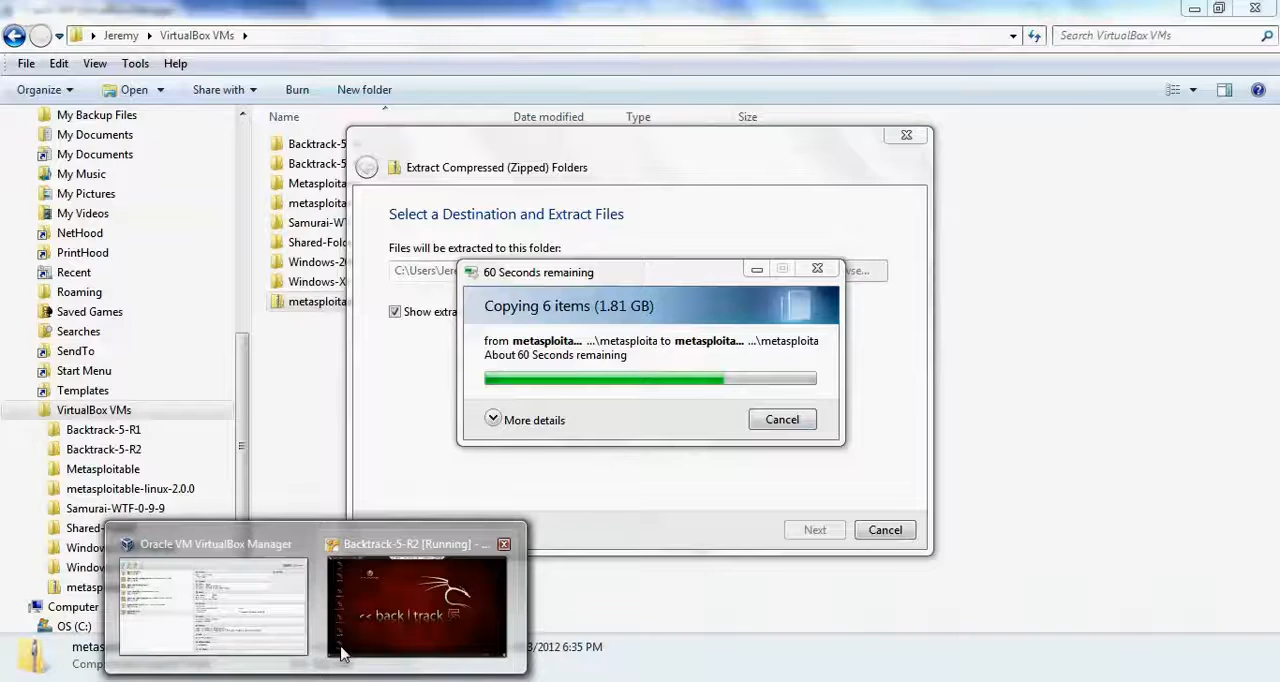 Jeremy VirtualBox VMs
Search VirtualBox VMs
File Edit View Tools Help
Organize Open Share with Burn New folder
My Backup Files
My Documents
My Documents
My Music
My Pictures
My Videos
NetHood
PrintHood
Recent
Roaming
Saved Games
Searches
SendTo
Start Menu
Templates
VirtualBox VMs
Backtrack-5-R1
Backtrack-5-R2
Metasploitable
metasploitable-linux-2.0.0
Samurai-WTF-0-9-9
Shared-
Windo
Windo
metasp
Computer
OS (C:)
Name Date modified Type Size
Backtrack-5
Backtrack-5
Metasploita
metasploita
Samurai-WT
Shared-Fold
Windows-20
Windows-X
metasploita
Extract Compressed (Zipped) Folders
Select a Destination and Extract Files
Files will be extracted to this folder:
C:\Users\Jer
wse...
Show extra
60 Seconds remaining
Copying 6 items (1.81 GB)
from metasploita... ...\metasploita to metasploita... ...\metasploita
About 60 Seconds remaining
More details
Cancel
Next Cancel
Oracle VM VirtualBox Manager
Backtrack-5-R2 [Running] - ...
back | track
metas
Comp
3/2012 6:35 PM